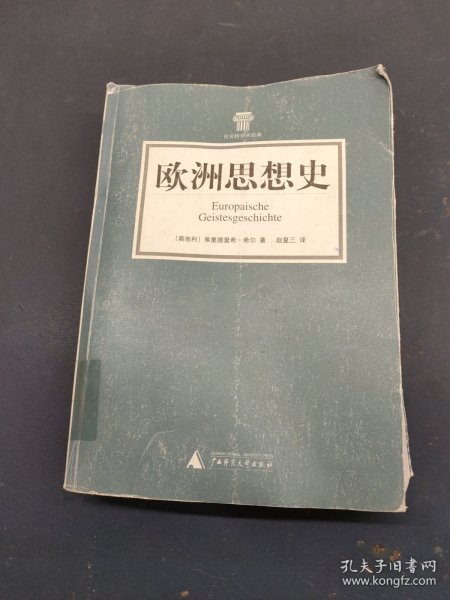 欧洲思想史
Europaische
Geistesgeschichte
［奥地利］弗里德里希·希尔 著 赵复三 译
广西师范大学出版社
孔夫子旧书网
www.kongfz.com